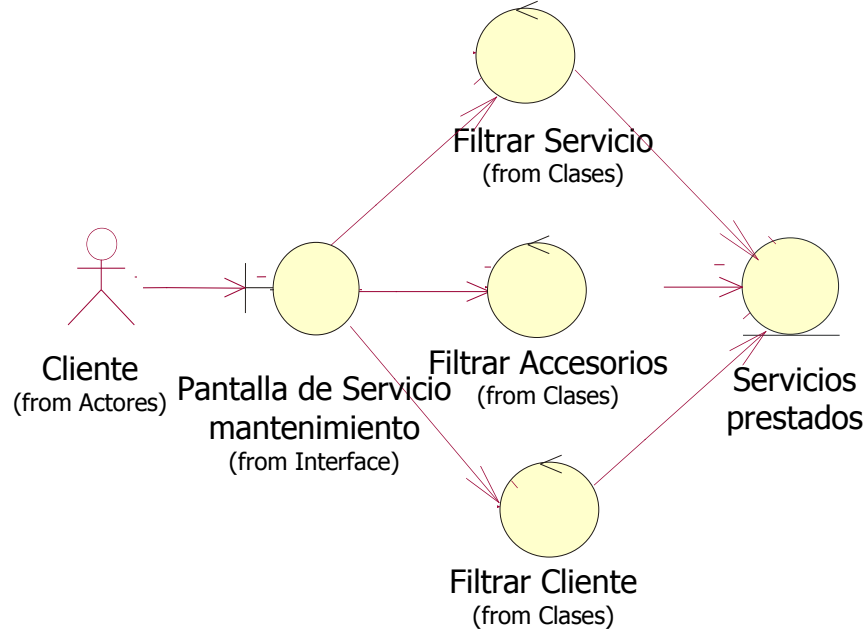 Filtrar Servicio
(from Clases)
Cliente
(from Actores)
Pantalla de Servicio
mantenimiento
(from Interface)
Filtrar Accesorios
(from Clases)
Servicios
prestados
Filtrar Cliente
(from Clases)